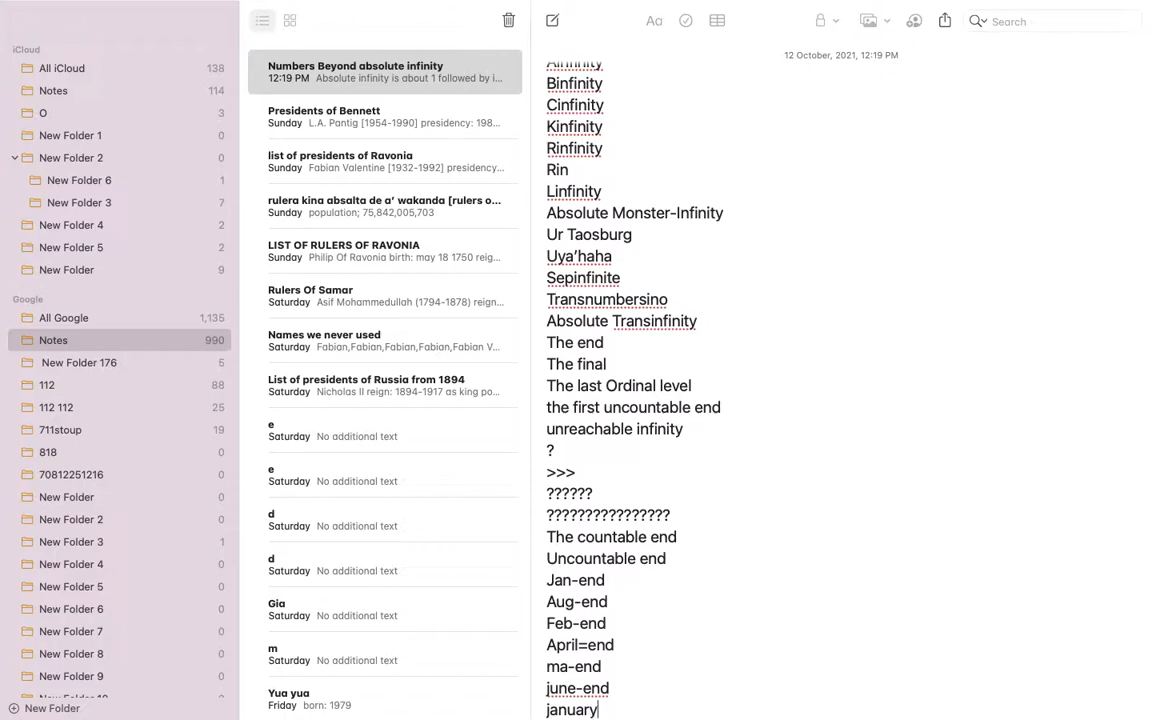 iCloud
All iCloud 138
Notes 114
O 3
New Folder 1 0
New Folder 2 0
New Folder 6 1
New Folder 3 7
New Folder 4 2
New Folder 5 2
New Folder 9
Google
All Google 1,135
Notes 990
New Folder 176 5
112 88
112 112 25
711stoup 19
818 0
70812251216 0
New Folder 0
New Folder 2 0
New Folder 3 1
New Folder 4 0
New Folder 5 0
New Folder 6 0
New Folder 7 0
New Folder 8 0
New Folder 9 0
New Folder
Numbers Beyond absolute infinity
12:19 PM Absolute infinity is about 1 followed by i...
Presidents of Bennett
Sunday L.A. Pantig [1954-1990] presidency: 198...
list of presidents of Ravonia
Sunday Fabian Valentine [1932-1992] presidency...
rulera kina absalta de a' wakanda [rulers o...
Sunday population; 75,842,005,703
LIST OF RULERS OF RAVONIA
Sunday Philip Of Ravonia birth: may 18 1750 reig...
Rulers Of Samar
Saturday Asif Mohammedullah (1794-1878) reign...
Names we never used
Saturday Fabian,Fabian,Fabian,Fabian,Fabian V...
List of presidents of Russia from 1894
Saturday Nicholas II reign: 1894-1917 as king po...
e
Saturday No additional text
e
Saturday No additional text
d
Saturday No additional text
d
Saturday No additional text
Gia
Saturday No additional text
m
Saturday No additional text
Yua yua
Friday born: 1979
Aa
Search
12 October, 2021, 12:19 PM
Binfinity
Cinfinity
Kinfinity
Rinfinity
Rin
Linfinity
Absolute Monster-Infinity
Ur Taosburg
Uya'haha
Sepinfinite
Transnumbersino
Absolute Transinfinity
The end
The final
The last Ordinal level
the first uncountable end
unreachable infinity
?
>>>
??????
????????????????
The countable end
Uncountable end
Jan-end
Aug-end
Feb-end
April=end
ma-end
june-end
january